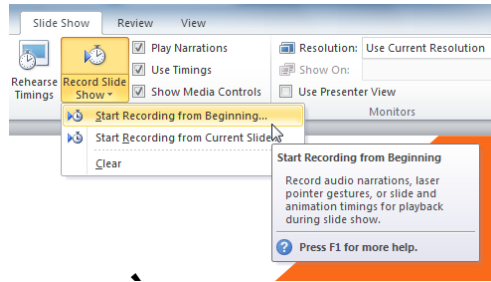 Slide Show Review View
Play Narrations
Use Timings
Show Media Controls
Rehearse Timings
Record Slide Show
Resolution: Use Current Resolution
Show On:
Use Presenter View
Monitors
Start Recording from Beginning...
Start Recording from Current Slide
Clear
Start Recording from Beginning
Record audio narrations, laser
pointer gestures, or slide and
animation timings for playback
during slide show.
Press F1 for more help.